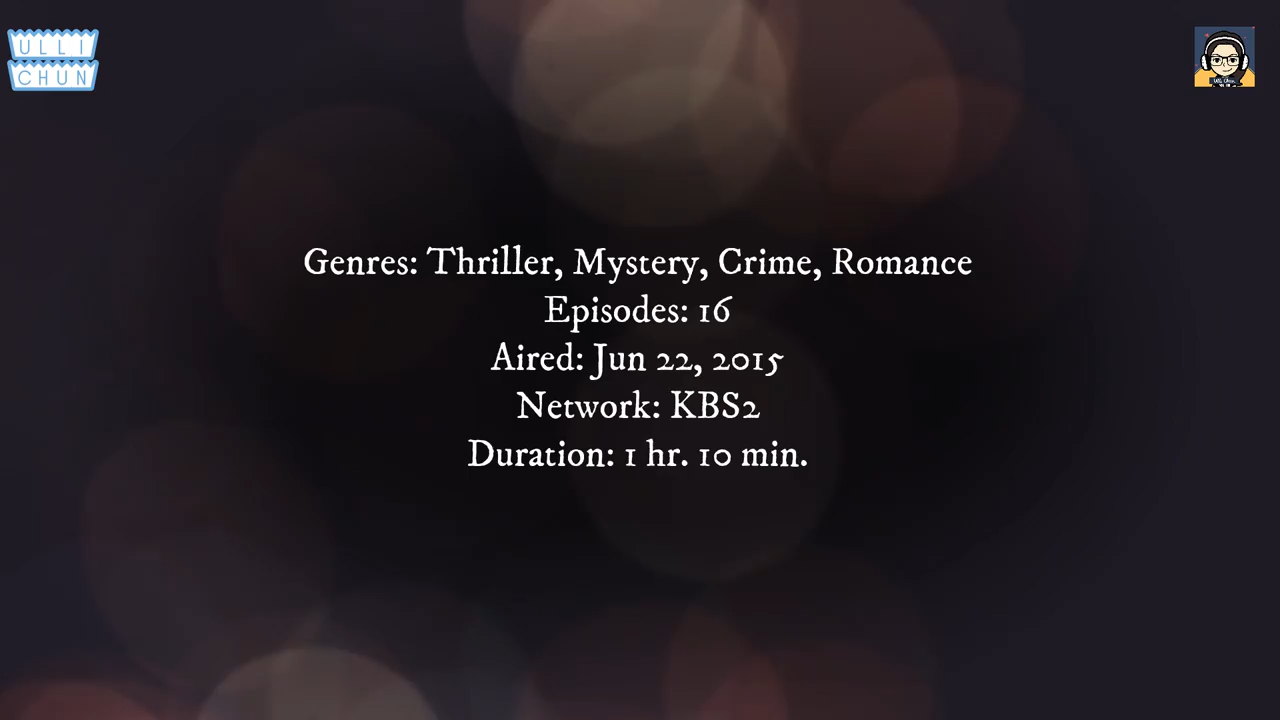 ULLI
CHUN
Genres: Thriller, Mystery, Crime, Romance
Episodes: 16
Aired: Jun 22, 2015
Network: KBS2
Duration: 1 hr. 10 min.